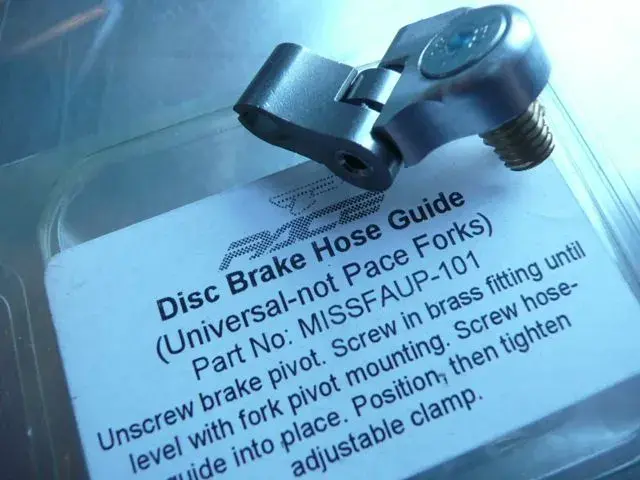 PACE
Disc Brake Hose Guide
(Universal-not Pace Forks)
Part No: MISSFAUP-101
Unscrew brake pivot. Screw in brass fitting until
level with fork pivot mounting. Screw hose-
guide into place. Position, then tighten
adjustable clamp.